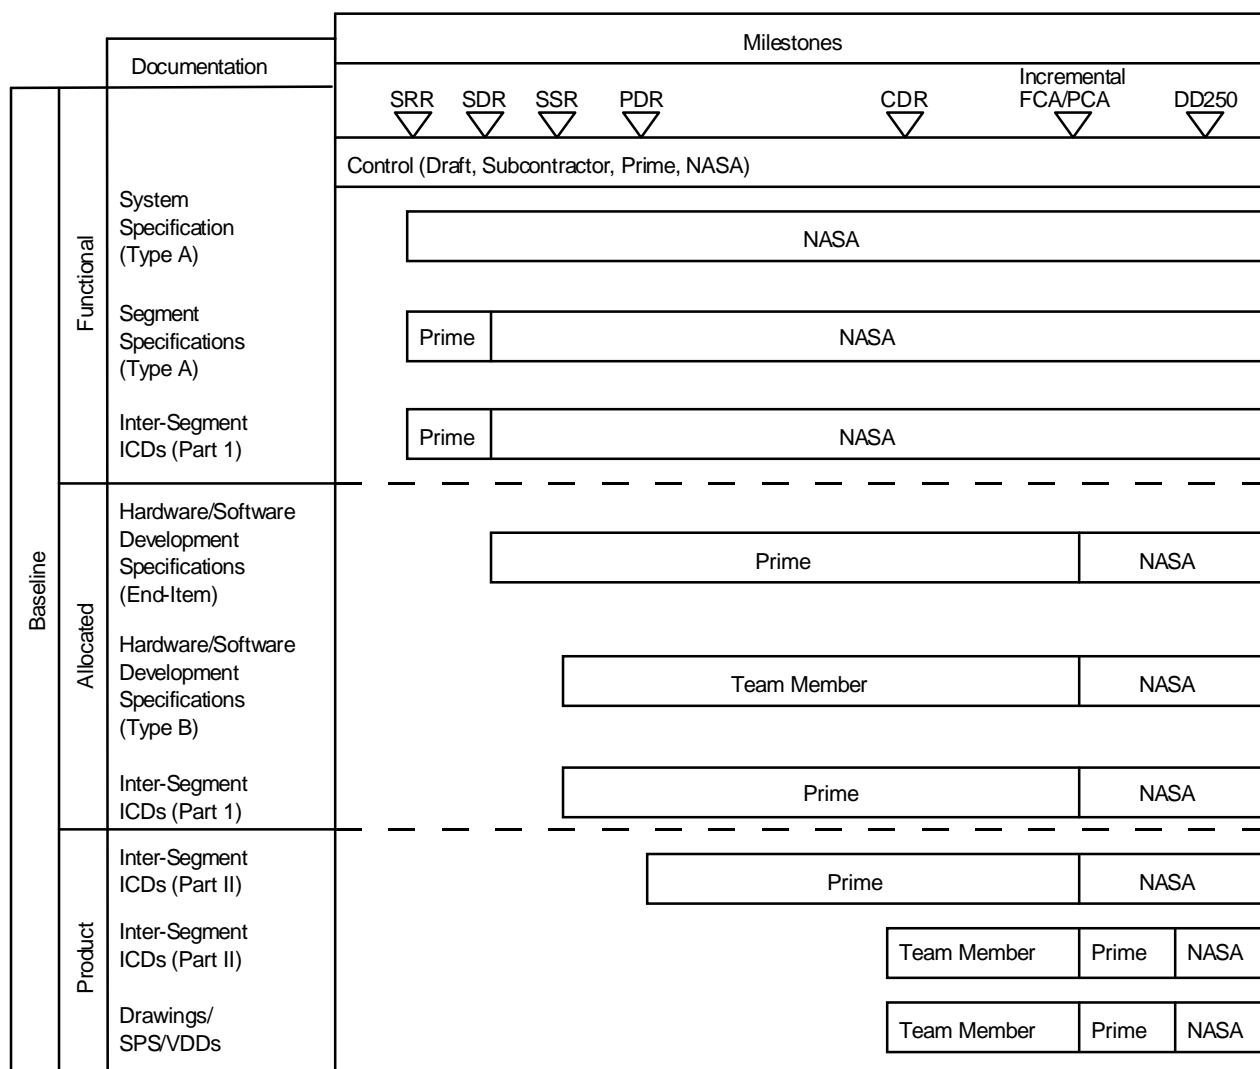 Milestones
Documentation
Incremental
SRR SDR SSR PDR CDR FCA/PCA DD250
Control (Draft, Subcontractor, Prime, NASA)
Baseline
Functional
System
Specification
(Type A)
NASA
Segment
Specifications
(Type A)
Prime NASA
Inter-Segment
ICDs (Part 1)
Prime NASA
Allocated
Hardware/Software
Development
Specifications
(End-Item)
Prime NASA
Hardware/Software
Development
Specifications
(Type B)
Team Member NASA
Inter-Segment
ICDs (Part 1)
Prime NASA
Product
Inter-Segment
ICDs (Part II)
Prime NASA
Inter-Segment
ICDs (Part II)
Team Member Prime NASA
Drawings/
SPS/VDDs
Team Member Prime NASA